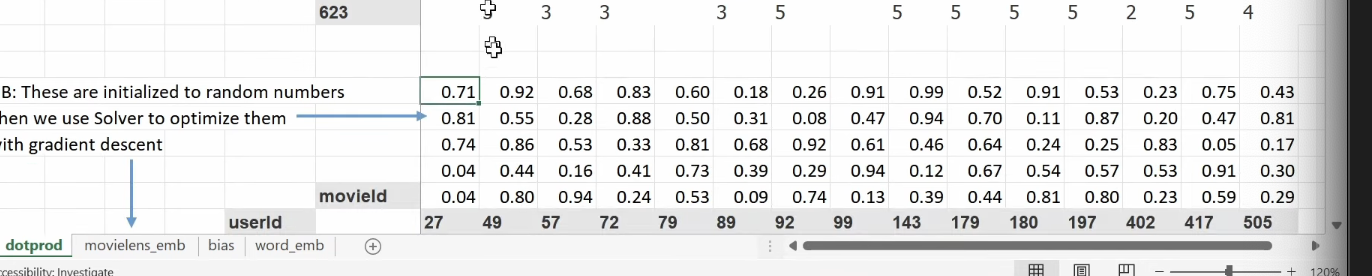 623 3 3 3 5 5 5 5 5 2 5 4
B: These are initialized to random numbers 0.71 0.92 0.68 0.83 0.60 0.18 0.26 0.91 0.99 0.52 0.91 0.53 0.23 0.75 0.43
hen we use Solver to optimize them 0.81 0.55 0.28 0.88 0.50 0.31 0.08 0.47 0.94 0.70 0.11 0.87 0.20 0.47 0.81
ith gradient descent 0.74 0.86 0.53 0.33 0.81 0.68 0.92 0.61 0.46 0.64 0.24 0.25 0.83 0.05 0.17
0.04 0.44 0.16 0.41 0.73 0.39 0.29 0.94 0.12 0.67 0.54 0.57 0.53 0.91 0.30
movieId 0.04 0.80 0.94 0.24 0.53 0.09 0.74 0.13 0.39 0.44 0.81 0.80 0.23 0.59 0.29
userId 27 49 57 72 79 89 92 99 143 179 180 197 402 417 505
dotprod movielens_emb bias word_emb
ccessibility: Investigate 120%